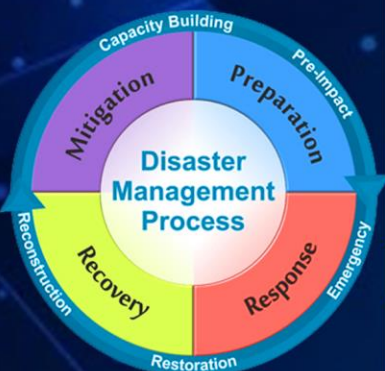 Capacity Building
Pre-Impact
Mitigation
Preparation
Disaster
Management
Process
Reconstruction
Emergency
Recovery
Response
Restoration